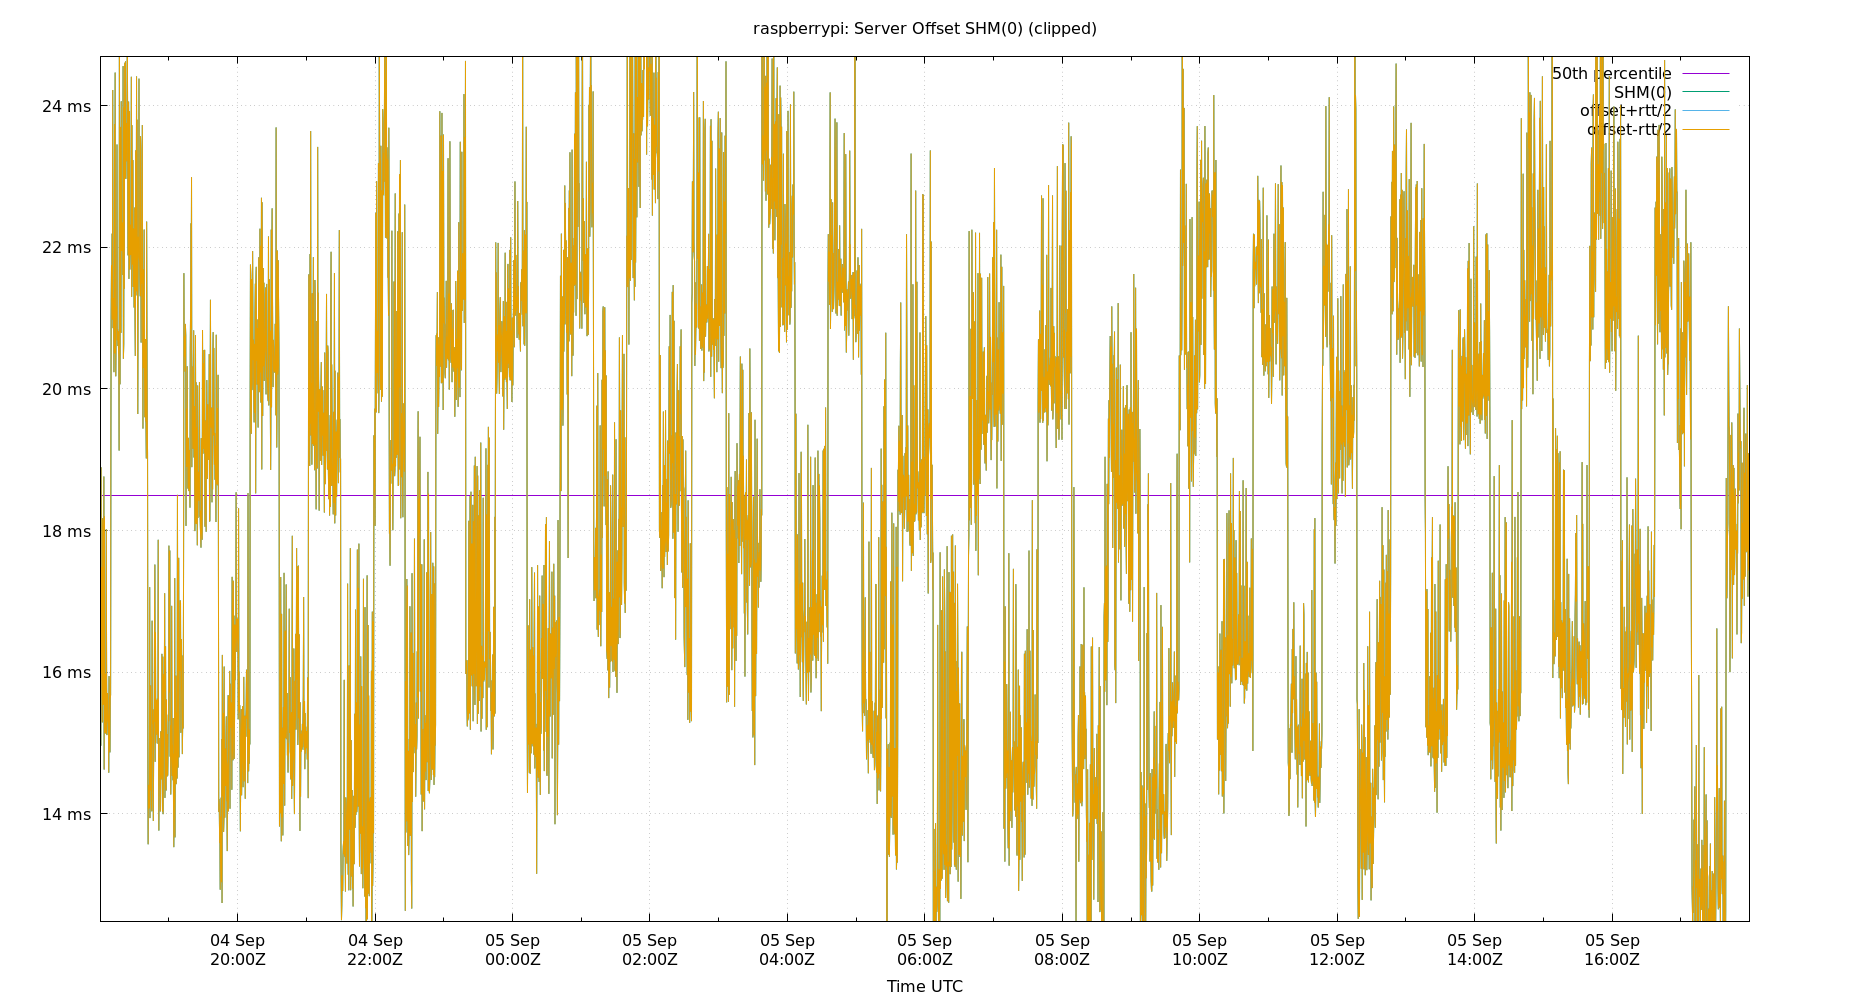 raspberrypi: Server Offset SHM(0) (clipped)
50th percentile
SHM(0)
offset+rtt/2
offset-rtt/2
24 ms
22 ms
20 ms
18 ms
16 ms
14 ms
04 Sep 04 Sep 05 Sep 05 Sep 05 Sep 05 Sep 05 Sep 05 Sep 05 Sep 05 Sep 05 Sep
20:00Z 22:00Z 00:00Z 02:00Z 04:00Z 06:00Z 08:00Z 10:00Z 12:00Z 14:00Z 16:00Z
Time UTC